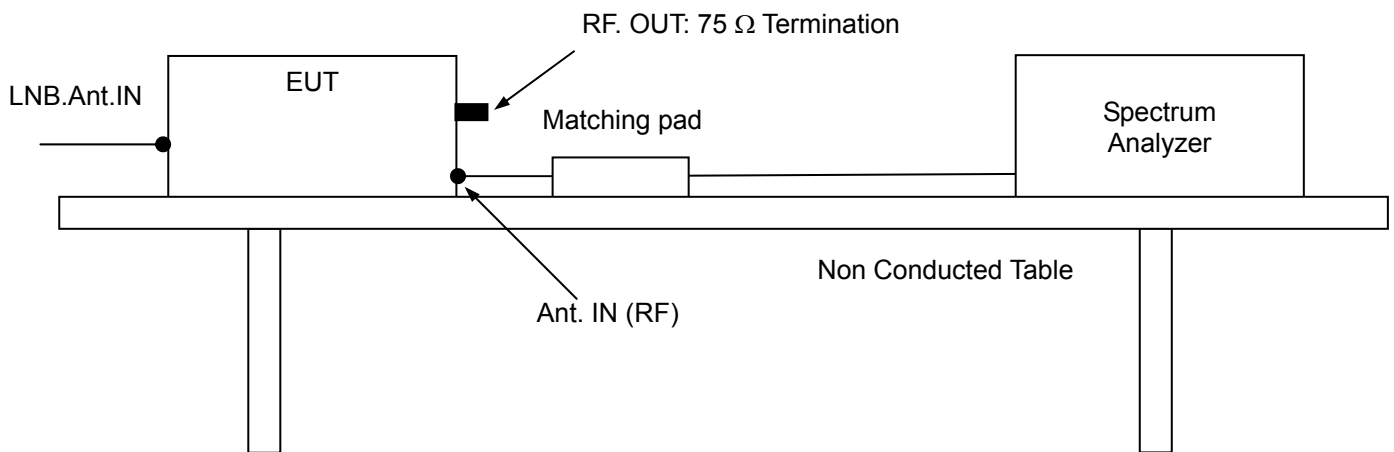 RF. OUT: 75 Ω Termination
LNB.Ant.IN
EUT
Matching pad
Spectrum
Analyzer
Non Conducted Table
Ant. IN (RF)